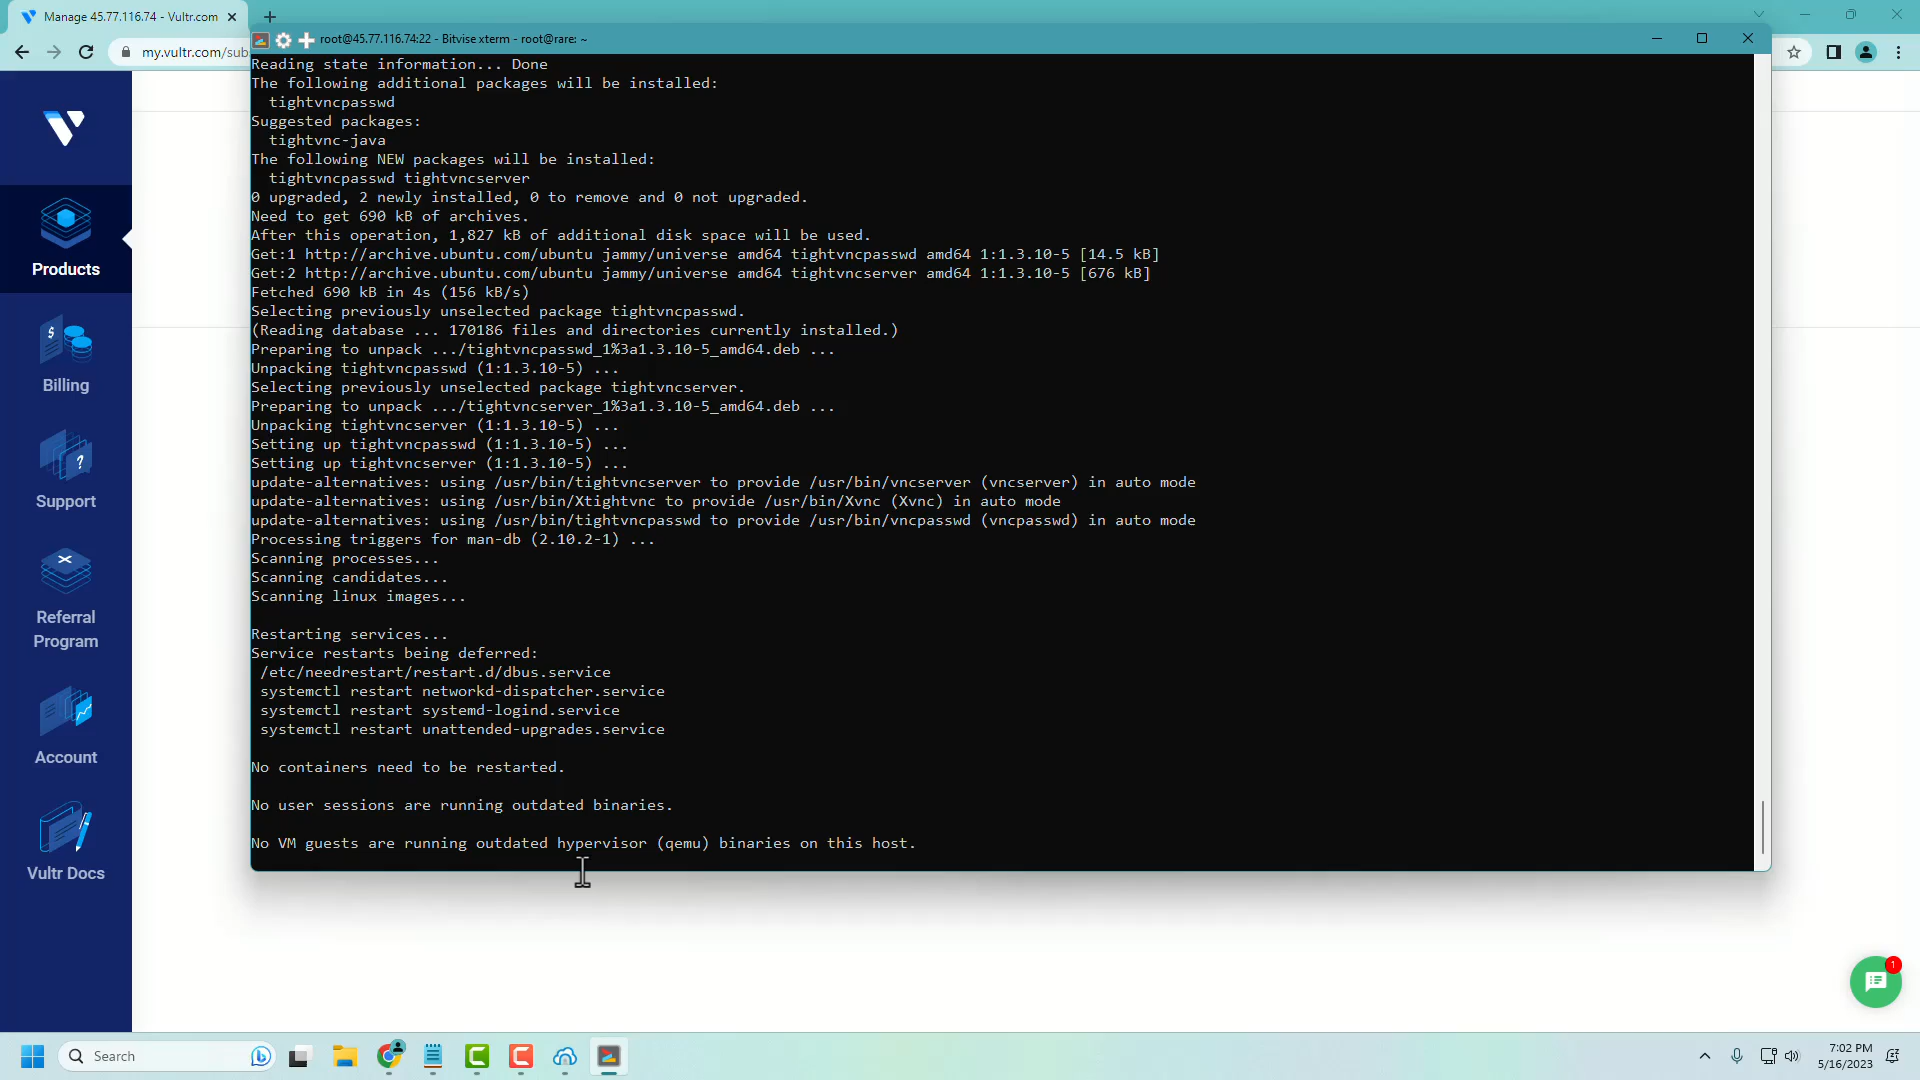 Manage 45.77.116.74 - Vultr.com
my.vultr.com/sub
root@45.77.116.74:22 - Bitvise xterm - root@rare: ~
Reading state information... Done
The following additional packages will be installed:
  tightvncpasswd
Suggested packages:
  tightvnc-java
The following NEW packages will be installed:
  tightvncpasswd tightvncserver
0 upgraded, 2 newly installed, 0 to remove and 0 not upgraded.
Need to get 690 kB of archives.
After this operation, 1,827 kB of additional disk space will be used.
Get:1 http://archive.ubuntu.com/ubuntu jammy/universe amd64 tightvncpasswd amd64 1:1.3.10-5 [14.5 kB]
Get:2 http://archive.ubuntu.com/ubuntu jammy/universe amd64 tightvncserver amd64 1:1.3.10-5 [676 kB]
Fetched 690 kB in 4s (156 kB/s)
Selecting previously unselected package tightvncpasswd.
(Reading database ... 170186 files and directories currently installed.)
Preparing to unpack .../tightvncpasswd_1%3a1.3.10-5_amd64.deb ...
Unpacking tightvncpasswd (1:1.3.10-5) ...
Selecting previously unselected package tightvncserver.
Preparing to unpack .../tightvncserver_1%3a1.3.10-5_amd64.deb ...
Unpacking tightvncserver (1:1.3.10-5) ...
Setting up tightvncpasswd (1:1.3.10-5) ...
Setting up tightvncserver (1:1.3.10-5) ...
update-alternatives: using /usr/bin/tightvncserver to provide /usr/bin/vncserver (vncserver) in auto mode
update-alternatives: using /usr/bin/Xtightvnc to provide /usr/bin/Xvnc (Xvnc) in auto mode
update-alternatives: using /usr/bin/tightvncpasswd to provide /usr/bin/vncpasswd (vncpasswd) in auto mode
Processing triggers for man-db (2.10.2-1) ...
Scanning processes...
Scanning candidates...
Scanning linux images...
Restarting services...
Service restarts being deferred:
 /etc/needrestart/restart.d/dbus.service
 systemctl restart networkd-dispatcher.service
 systemctl restart systemd-logind.service
 systemctl restart unattended-upgrades.service
No containers need to be restarted.
No user sessions are running outdated binaries.
No VM guests are running outdated hypervisor (qemu) binaries on this host.
Products
Billing
Support
Referral
Program
Account
Vultr Docs
1
Search
7:02 PM
5/16/2023